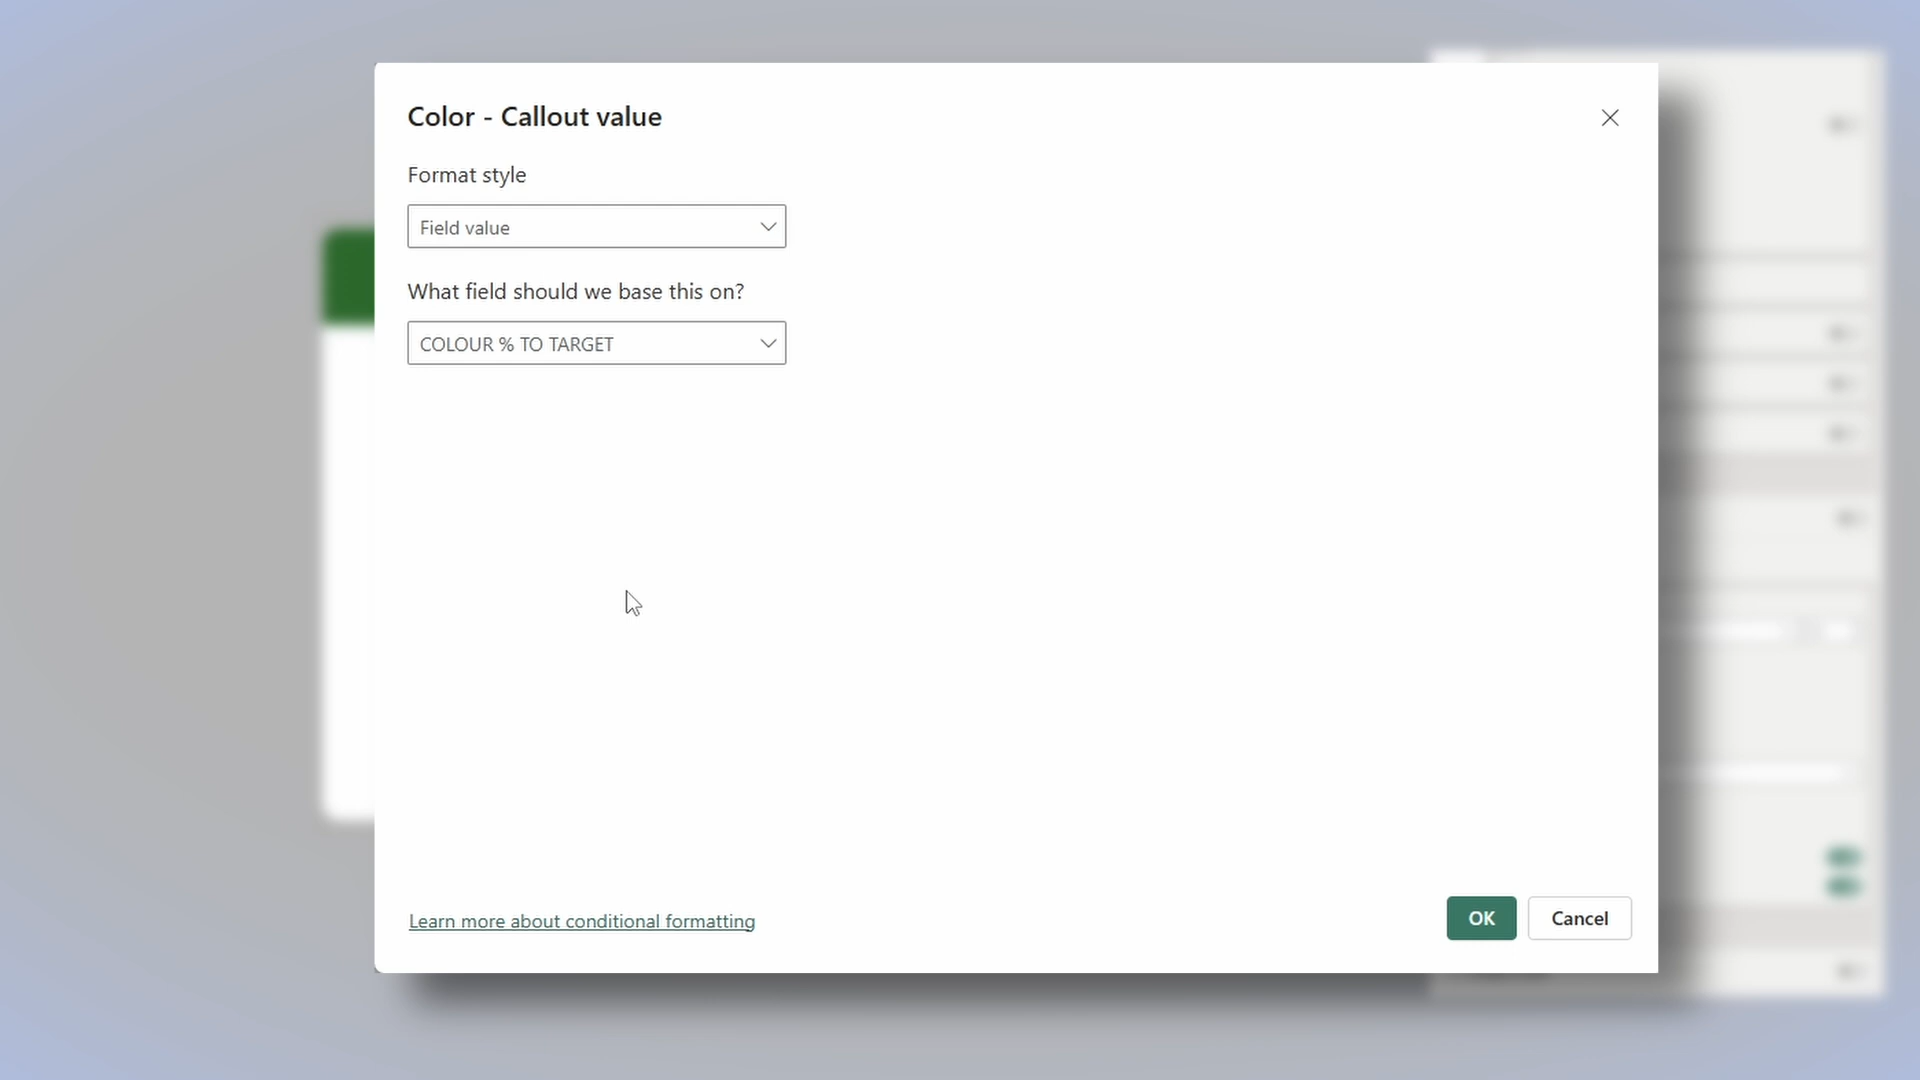 Color - Callout value
Format style
Field value
What field should we base this on?
COLOUR % TO TARGET
Learn more about conditional formatting
OK
Cancel